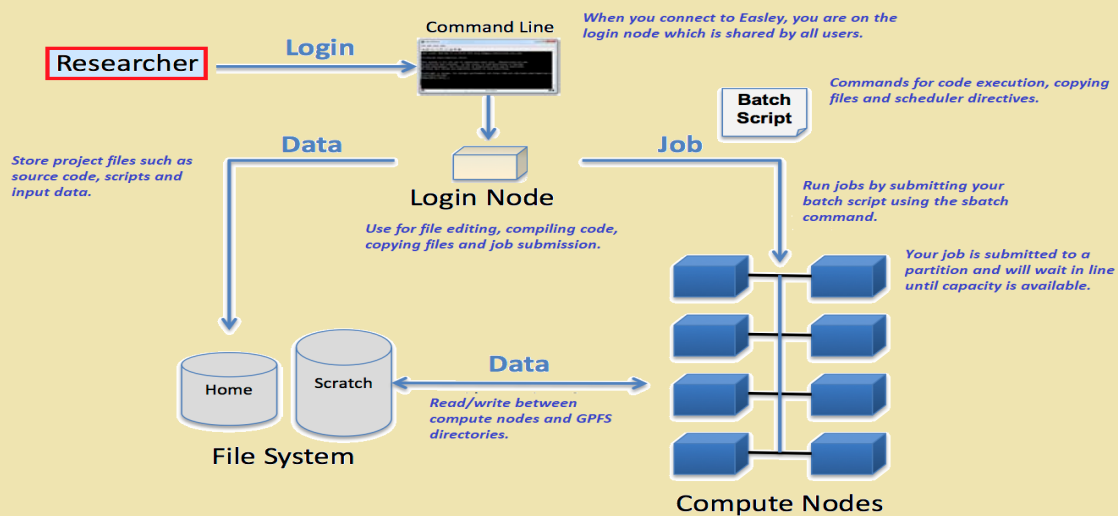 Command Line
When you connect to Easley, you are on the
login node which is shared by all users.
Researcher
Login
Batch
Script
Commands for code execution, copying
files and scheduler directives.
Data
Job
Store project files such as
source code, scripts and
input data.
Login Node
Use for file editing, compiling code,
copying files and job submission.
Run jobs by submitting your
batch script using the sbatch
command.
Your job is submitted to a
partition and will wait in line
until capacity is available.
Home
Scratch
Data
Read/write between
compute nodes and GPFS
directories.
File System
Compute Nodes